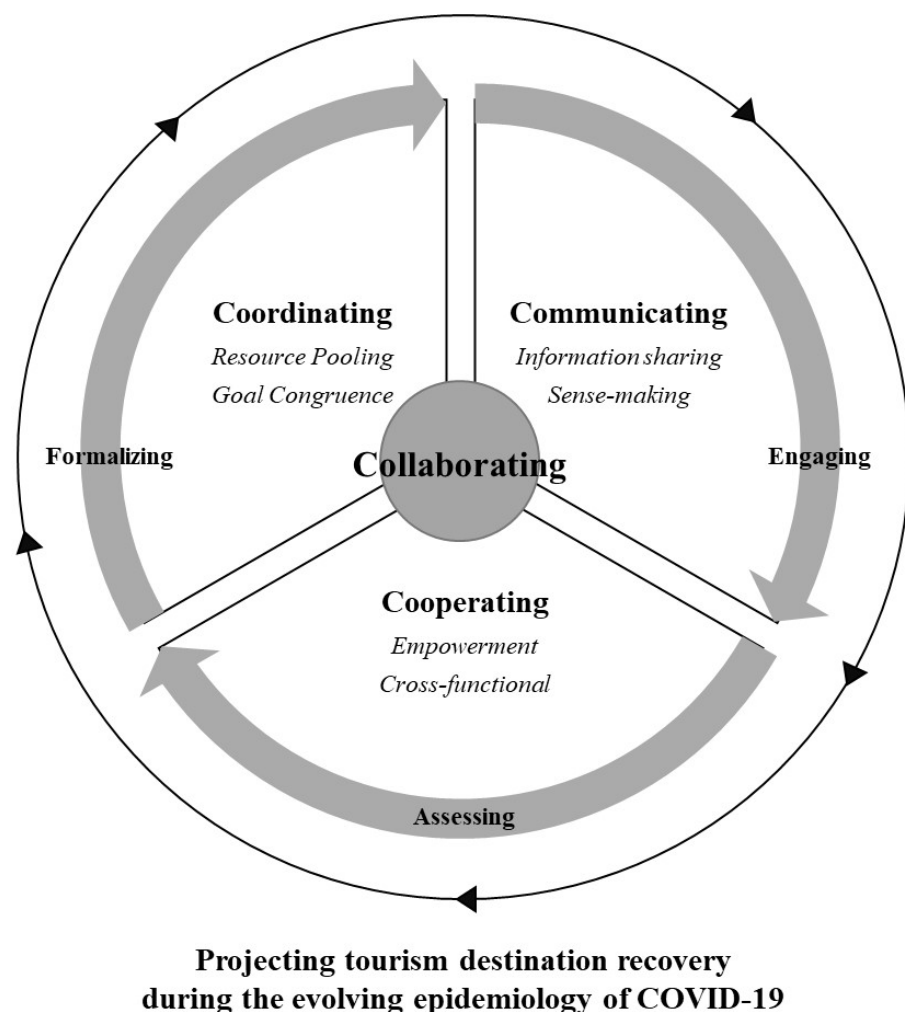 Coordinating
Resource Pooling
Goal Congruence
Communicating
Information sharing
Sense-making
Formalizing
Collaborating
Engaging
Cooperating
Empowerment
Cross-functional
Assessing
Projecting tourism destination recovery
during the evolving epidemiology of COVID-19